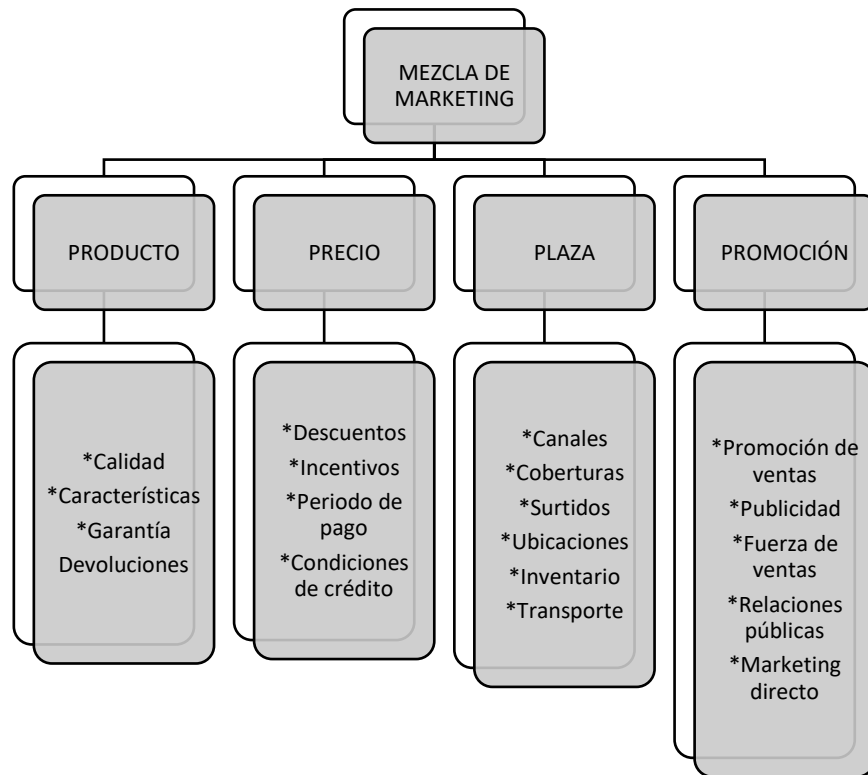 MEZCLA DE
MARKETING
PRODUCTO
PRECIO
PLAZA
PROMOCIÓN
*Calidad
*Características
*Garantía
Devoluciones
*Descuentos
*Incentivos
*Periodo de
pago
*Condiciones
de crédito
*Canales
*Coberturas
*Surtidos
*Ubicaciones
*Inventario
*Transporte
*Promoción de
ventas
*Publicidad
*Fuerza de
ventas
*Relaciones
públicas
*Marketing
directo